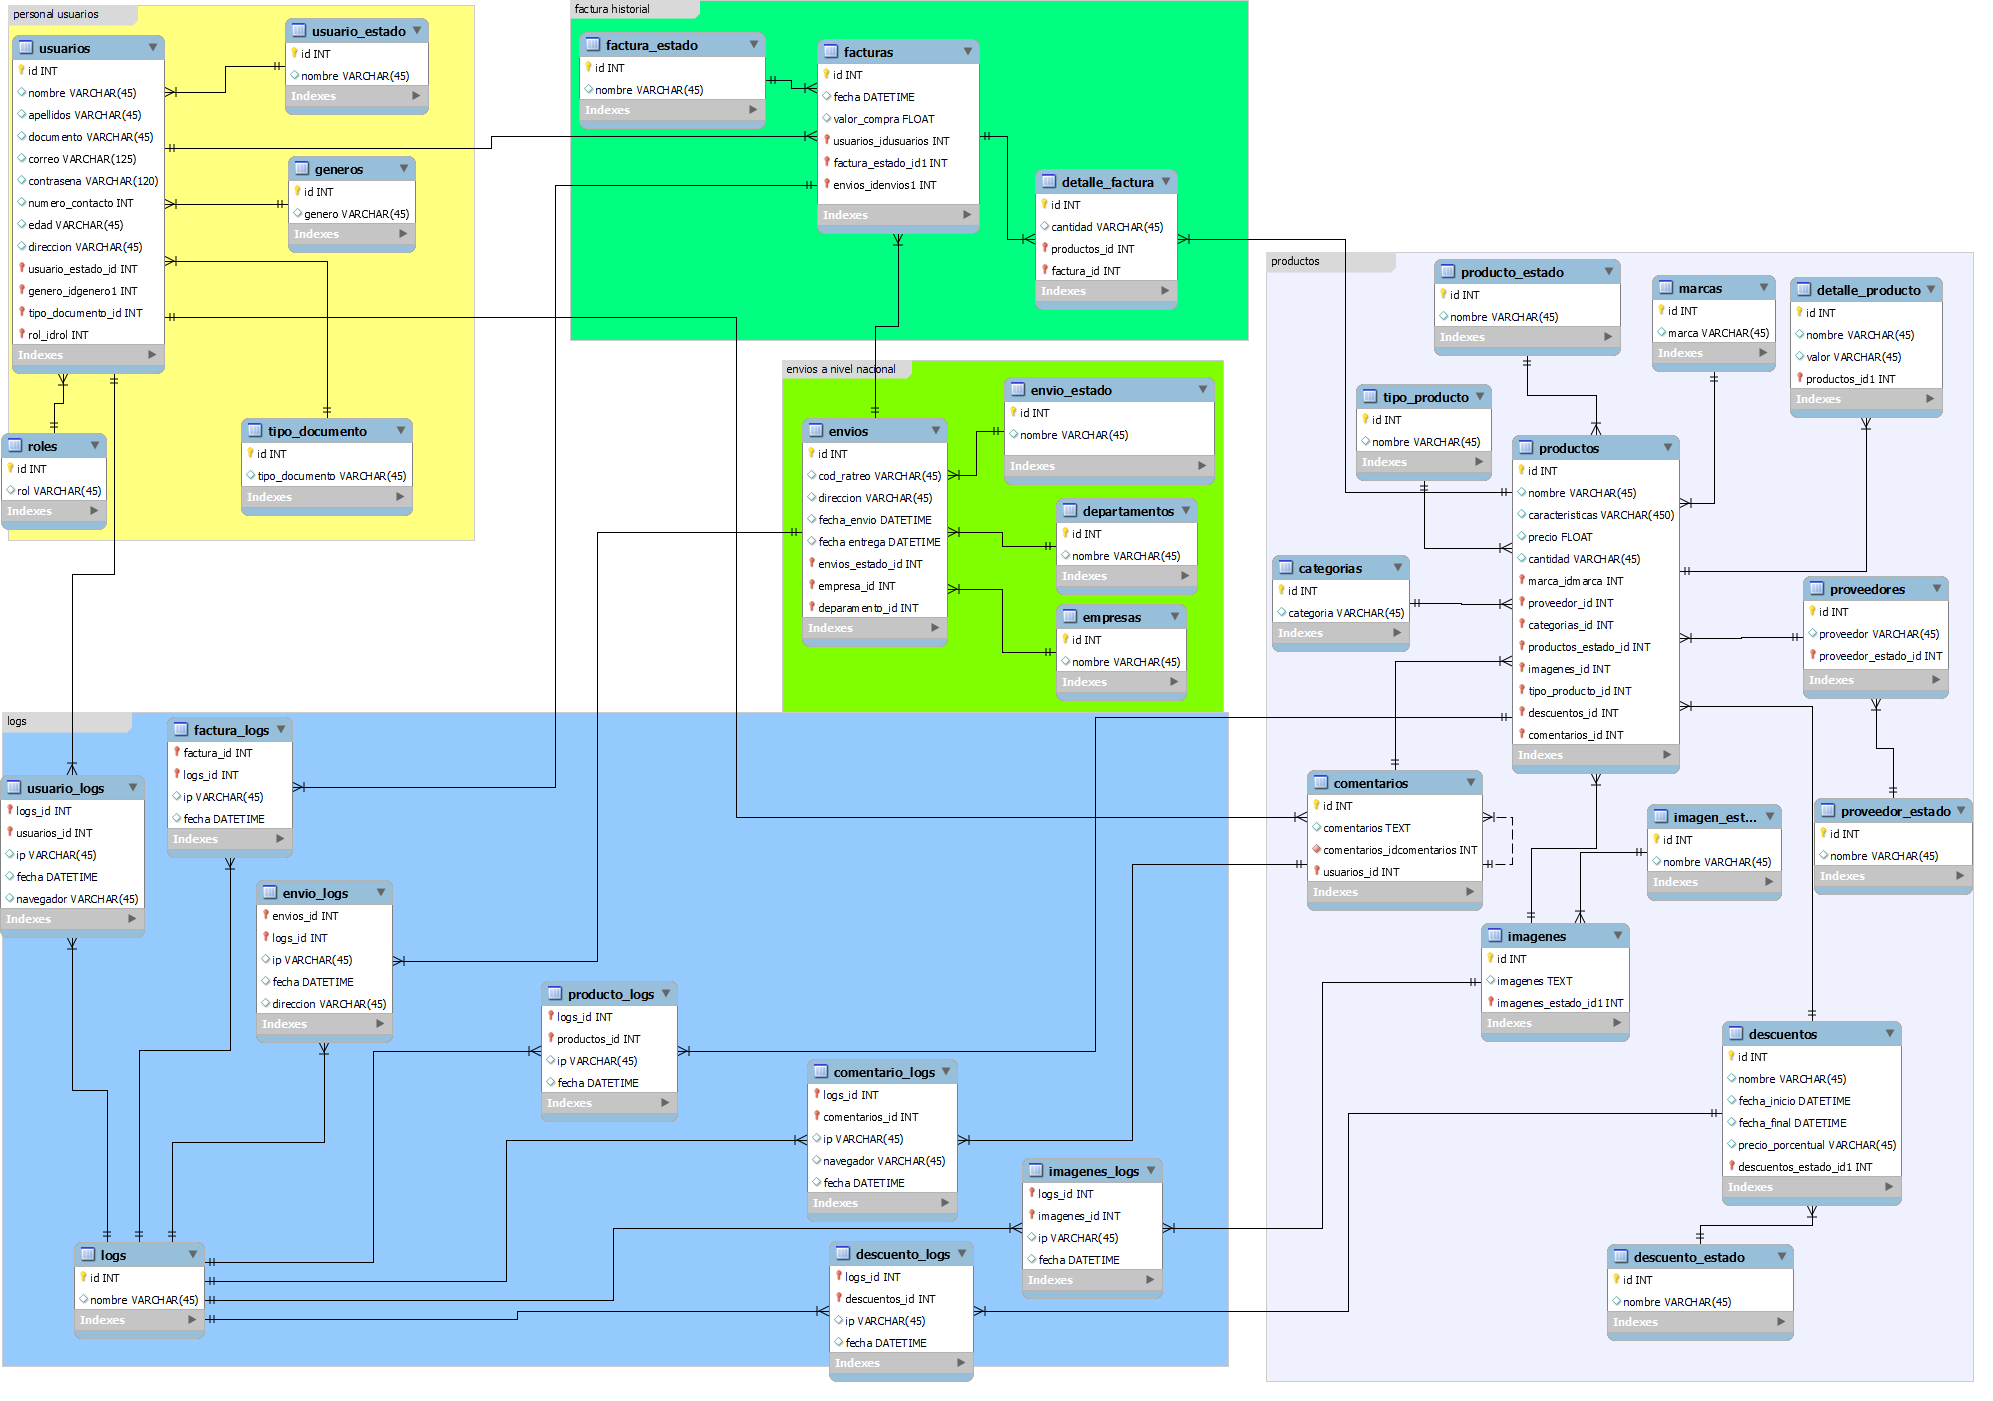 personal usuarios
usuarios
id INT
nombre VARCHAR(45)
apellidos VARCHAR(45)
documento VARCHAR(45)
correo VARCHAR(125)
contrasena VARCHAR(120)
numero_contacto INT
edad VARCHAR(45)
direccion VARCHAR(45)
usuario_estado_id INT
genero_idgenero1 INT
tipo_documento_id INT
rol_idrol INT
Indexes
usuario_estado
id INT
nombre VARCHAR(45)
Indexes
generos
id INT
genero VARCHAR(45)
Indexes
roles
id INT
rol VARCHAR(45)
Indexes
tipo_documento
id INT
tipo_documento VARCHAR(45)
Indexes
factura historial
factura_estado
id INT
nombre VARCHAR(45)
Indexes
facturas
id INT
fecha DATETIME
valor_compra FLOAT
usuarios_idusuarios INT
factura_estado_id1 INT
envios_idenvios1 INT
Indexes
detalle_factura
id INT
cantidad VARCHAR(45)
productos_id INT
factura_id INT
Indexes
envios a nivel nacional
envios
id INT
cod_ratreo VARCHAR(45)
direccion VARCHAR(45)
fecha_envio DATETIME
fecha entrega DATETIME
envios_estado_id INT
empresa_id INT
deparamento_id INT
Indexes
envio_estado
id INT
nombre VARCHAR(45)
Indexes
departamentos
id INT
nombre VARCHAR(45)
Indexes
empresas
id INT
nombre VARCHAR(45)
Indexes
productos
producto_estado
id INT
nombre VARCHAR(45)
Indexes
marcas
id INT
marca VARCHAR(45)
Indexes
detalle_producto
id INT
nombre VARCHAR(45)
valor VARCHAR(45)
productos_id1 INT
Indexes
tipo_producto
id INT
nombre VARCHAR(45)
Indexes
productos
id INT
nombre VARCHAR(45)
caracteristicas VARCHAR(450)
precio FLOAT
cantidad VARCHAR(45)
marca_idmarca INT
proveedor_id INT
categorias_id INT
productos_estado_id INT
imagenes_id INT
tipo_producto_id INT
descuentos_id INT
comentarios_id INT
Indexes
categorias
id INT
categoria VARCHAR(45)
Indexes
proveedores
id INT
proveedor VARCHAR(45)
proveedor_estado_id INT
Indexes
comentarios
id INT
comentarios TEXT
comentarios_idcomentarios INT
usuarios_id INT
Indexes
imagen_est...
id INT
nombre VARCHAR(45)
Indexes
proveedor_estado
id INT
nombre VARCHAR(45)
Indexes
imagenes
id INT
imagenes TEXT
imagenes_estado_id1 INT
Indexes
descuentos
id INT
nombre VARCHAR(45)
fecha_inicio DATETIME
fecha_final DATETIME
precio_porcentual VARCHAR(45)
descuentos_estado_id1 INT
Indexes
descuento_estado
id INT
nombre VARCHAR(45)
Indexes
logs
factura_logs
factura_id INT
logs_id INT
ip VARCHAR(45)
fecha DATETIME
Indexes
usuario_logs
logs_id INT
usuarios_id INT
ip VARCHAR(45)
fecha DATETIME
navegador VARCHAR(45)
Indexes
envio_logs
envios_id INT
logs_id INT
ip VARCHAR(45)
fecha DATETIME
direccion VARCHAR(45)
Indexes
producto_logs
logs_id INT
productos_id INT
ip VARCHAR(45)
fecha DATETIME
Indexes
comentario_logs
logs_id INT
comentarios_id INT
ip VARCHAR(45)
navegador VARCHAR(45)
fecha DATETIME
Indexes
imagenes_logs
logs_id INT
imagenes_id INT
ip VARCHAR(45)
fecha DATETIME
Indexes
logs
id INT
nombre VARCHAR(45)
Indexes
descuento_logs
logs_id INT
descuentos_id INT
ip VARCHAR(45)
fecha DATETIME
Indexes